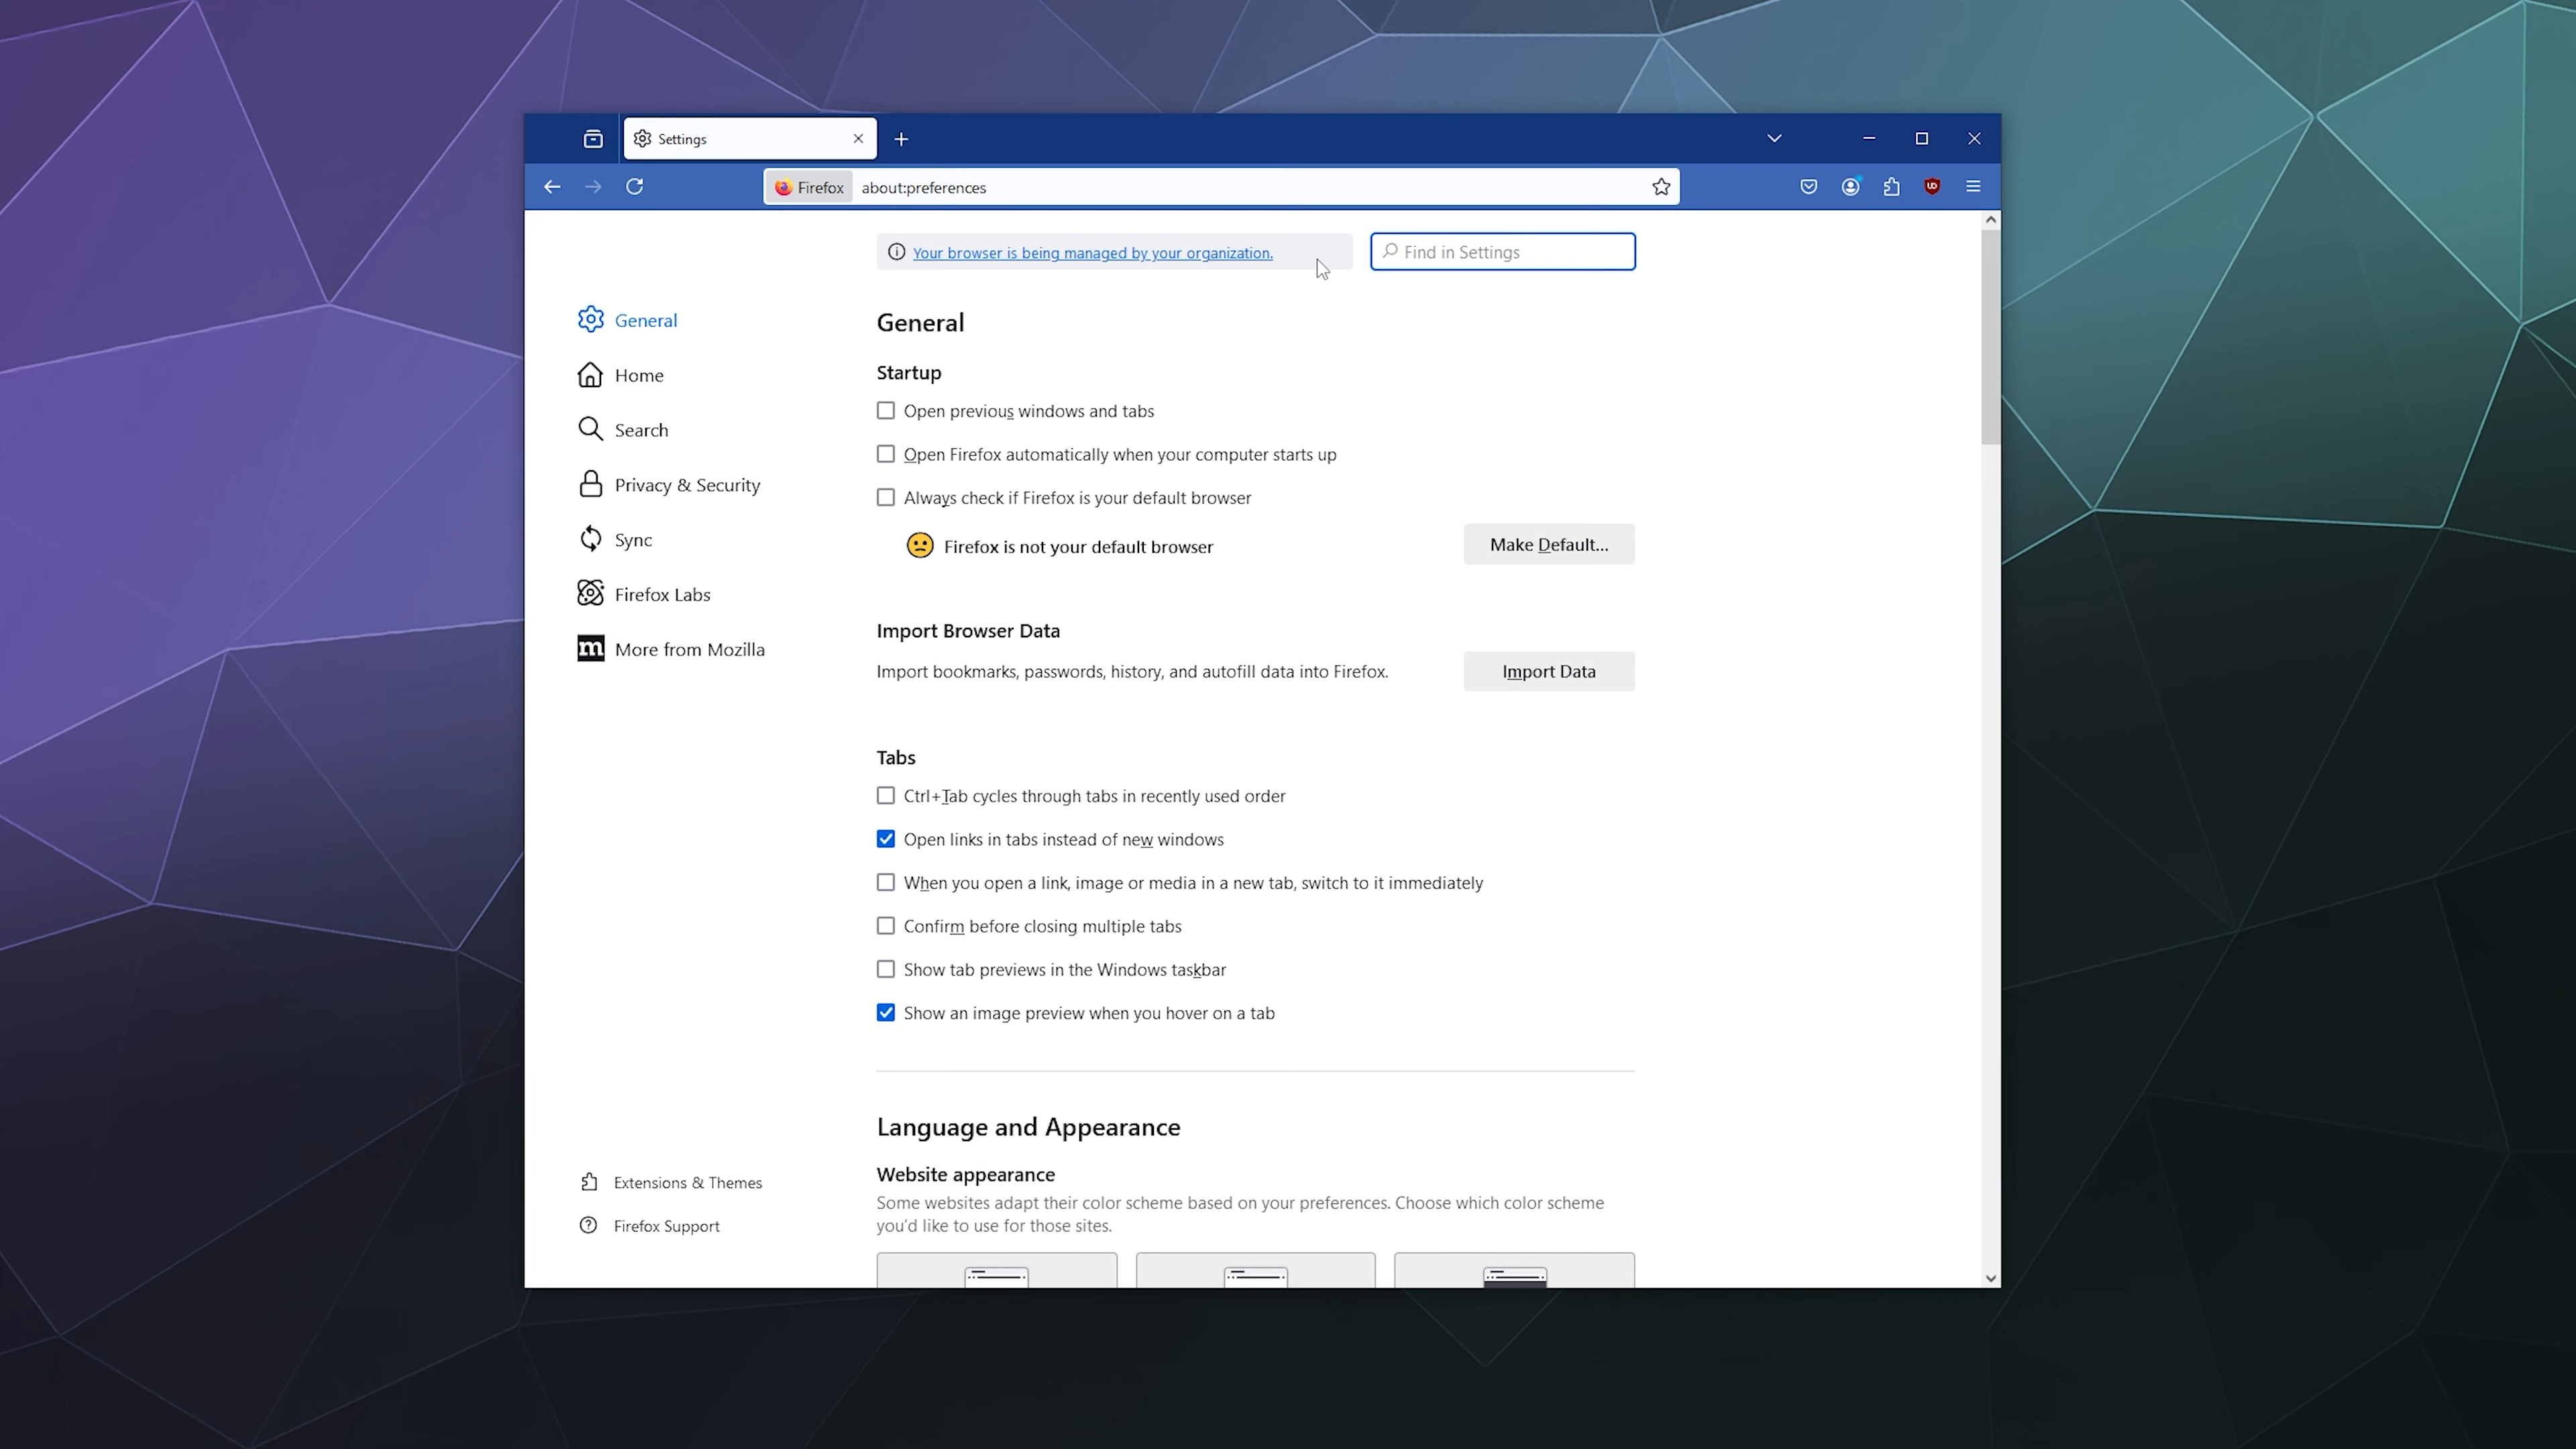 Settings
Firefox about:preferences
Your browser is being managed by your organization.
Find in Settings
General
Home
Search
Privacy & Security
Sync
Firefox Labs
More from Mozilla
Extensions & Themes
Firefox Support
General
Startup
Open previous windows and tabs
Open Firefox automatically when your computer starts up
Always check if Firefox is your default browser
Firefox is not your default browser
Make Default...
Import Browser Data
Import bookmarks, passwords, history, and autofill data into Firefox.
Import Data
Tabs
Ctrl+Tab cycles through tabs in recently used order
Open links in tabs instead of new windows
When you open a link, image or media in a new tab, switch to it immediately
Confirm before closing multiple tabs
Show tab previews in the Windows taskbar
Show an image preview when you hover on a tab
Language and Appearance
Website appearance
Some websites adapt their color scheme based on your preferences. Choose which color scheme
you'd like to use for those sites.